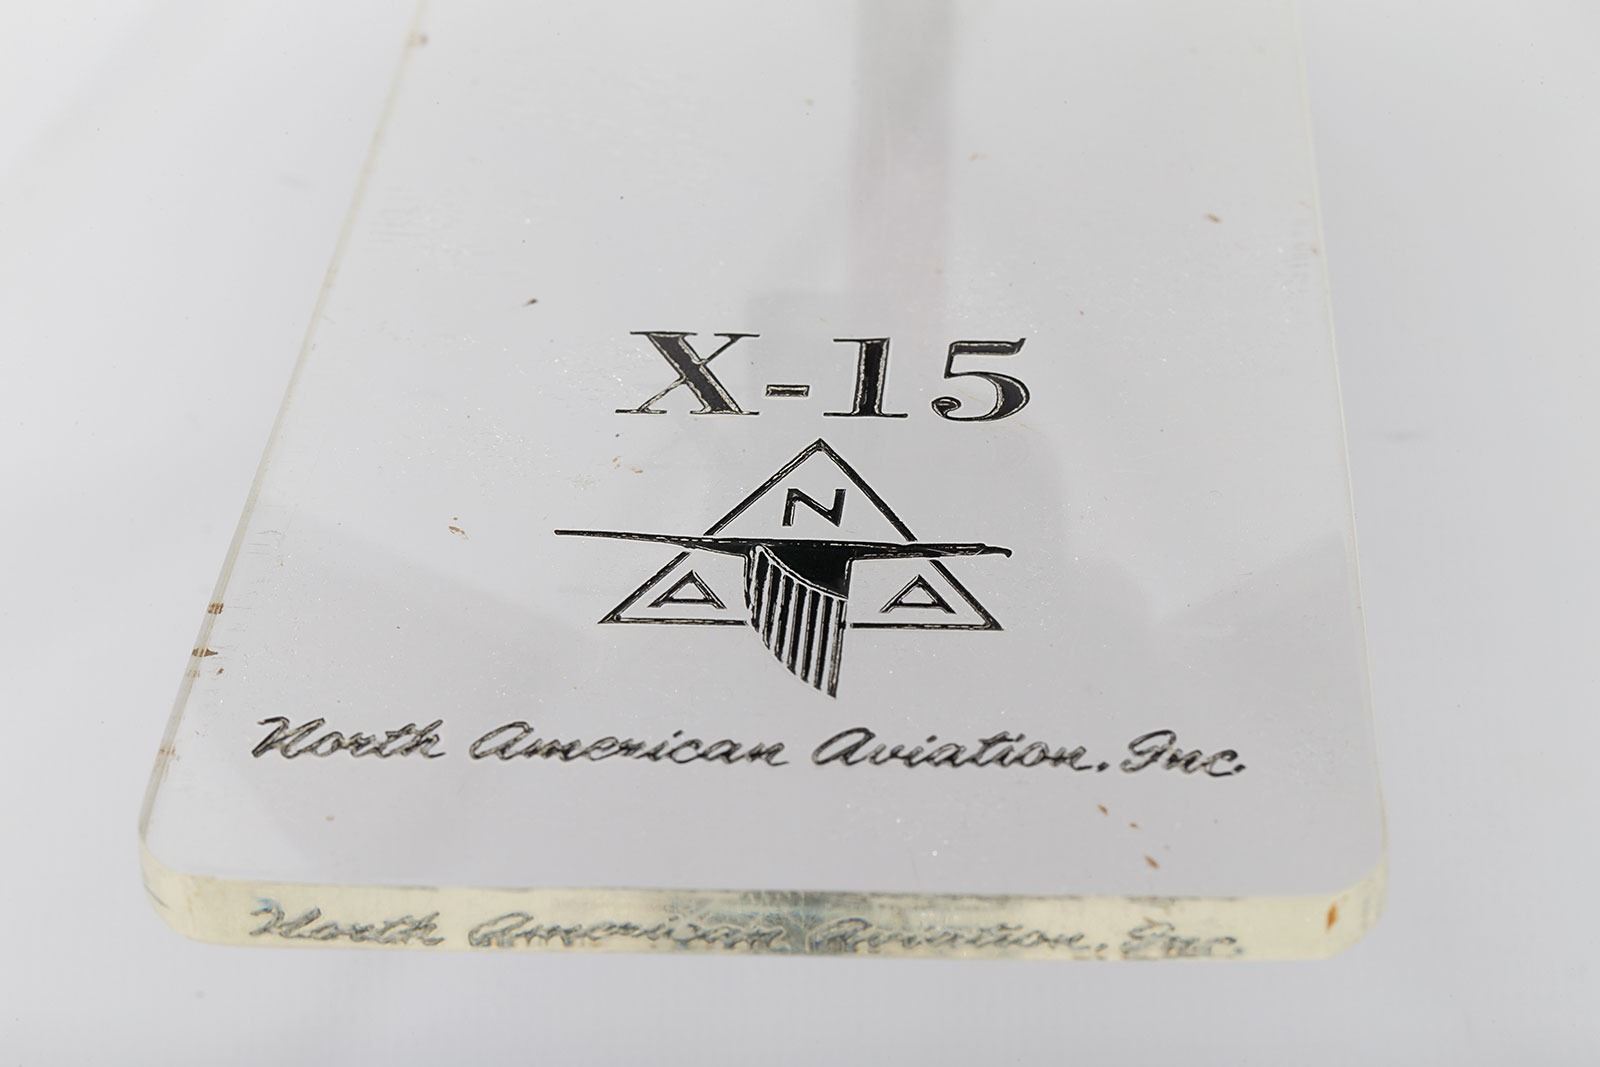 X-15
N
A A
North American Aviation, Inc.
North American Aviation, Inc.